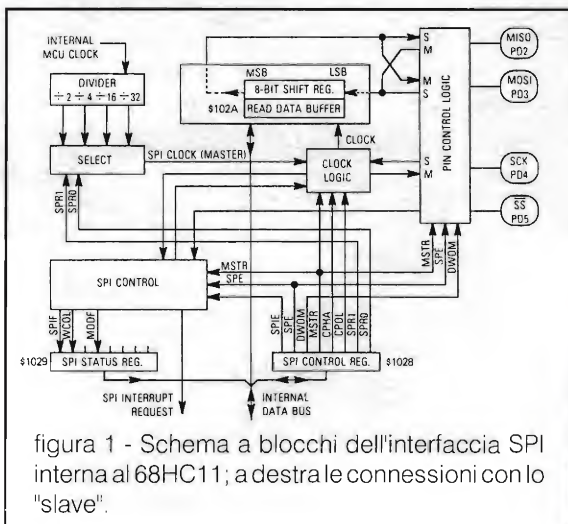 INTERNAL
MCU CLOCK
DIVIDER
÷2 ÷4 ÷16 ÷32
SELECT
SPI CLOCK (MASTER)
SPR1
SPR0
MSB
LSB
8-BIT SHIFT REG.
READ DATA BUFFER
$102A
CLOCK
CLOCK
LOGIC
S
M
M
S
S
M
PIN CONTROL LOGIC
MISO
PD2
MOSI
PD3
SCK
PD4
SS
PD5
MSTR
SPE
DWOM
SPI CONTROL
MSTR
SPE
SPIF
WCOL
MODF
SPIE
SPE
DWOM
MSTR
CPHA
CPOL
SPR1
SPR0
$1029
SPI STATUS REG.
SPI CONTROL REG.
$1028
SPI INTERRUPT
REQUEST
INTERNAL
DATA BUS
figura 1 - Schema a blocchi dell'interfaccia SPI
interna al 68HC11; a destra le connessioni con lo
"slave".